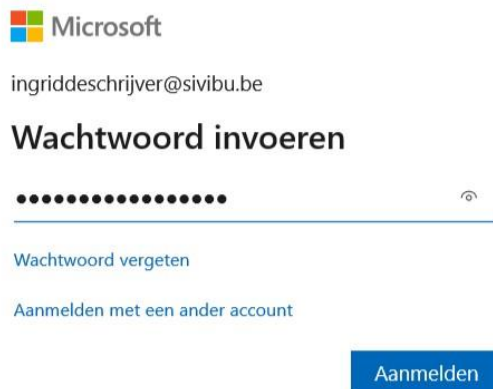 Microsoft
ingriddeschrijver@sivibu.be
Wachtwoord invoeren
•••••••••••••••••
Wachtwoord vergeten
Aanmelden met een ander account
Aanmelden